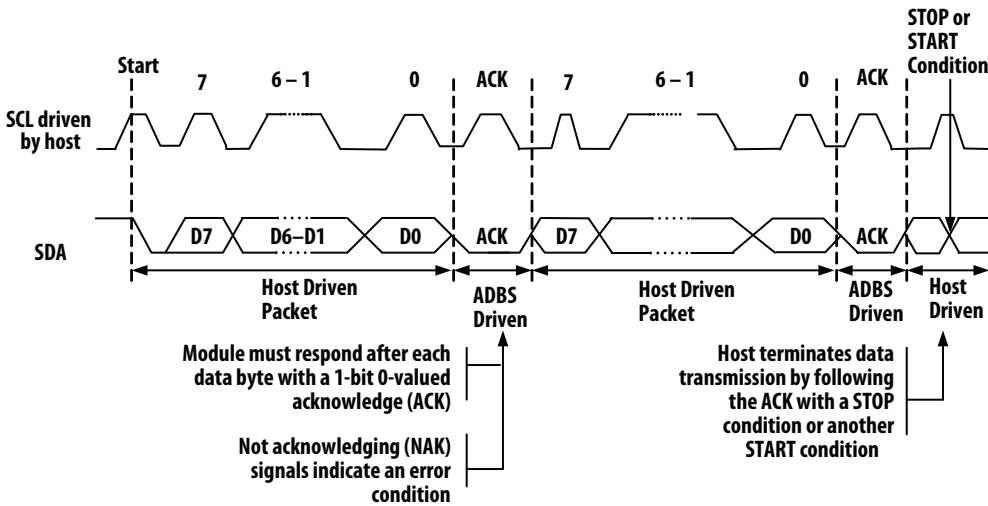 STOP or
START
Condition
Start
7
6 – 1
0
ACK
7
6 – 1
0
ACK
SCL driven
by host
SDA
D7
D6–D1
D0
ACK
D7
D0
ACK
Host Driven
Packet
ADBS
Driven
Host Driven
Packet
ADBS
Driven
Host
Driven
Module must respond after each
data byte with a 1-bit 0-valued
acknowledge (ACK)
Not acknowledging (NAK)
signals indicate an error
condition
Host terminates data
transmission by following
the ACK with a STOP
condition or another
START condition